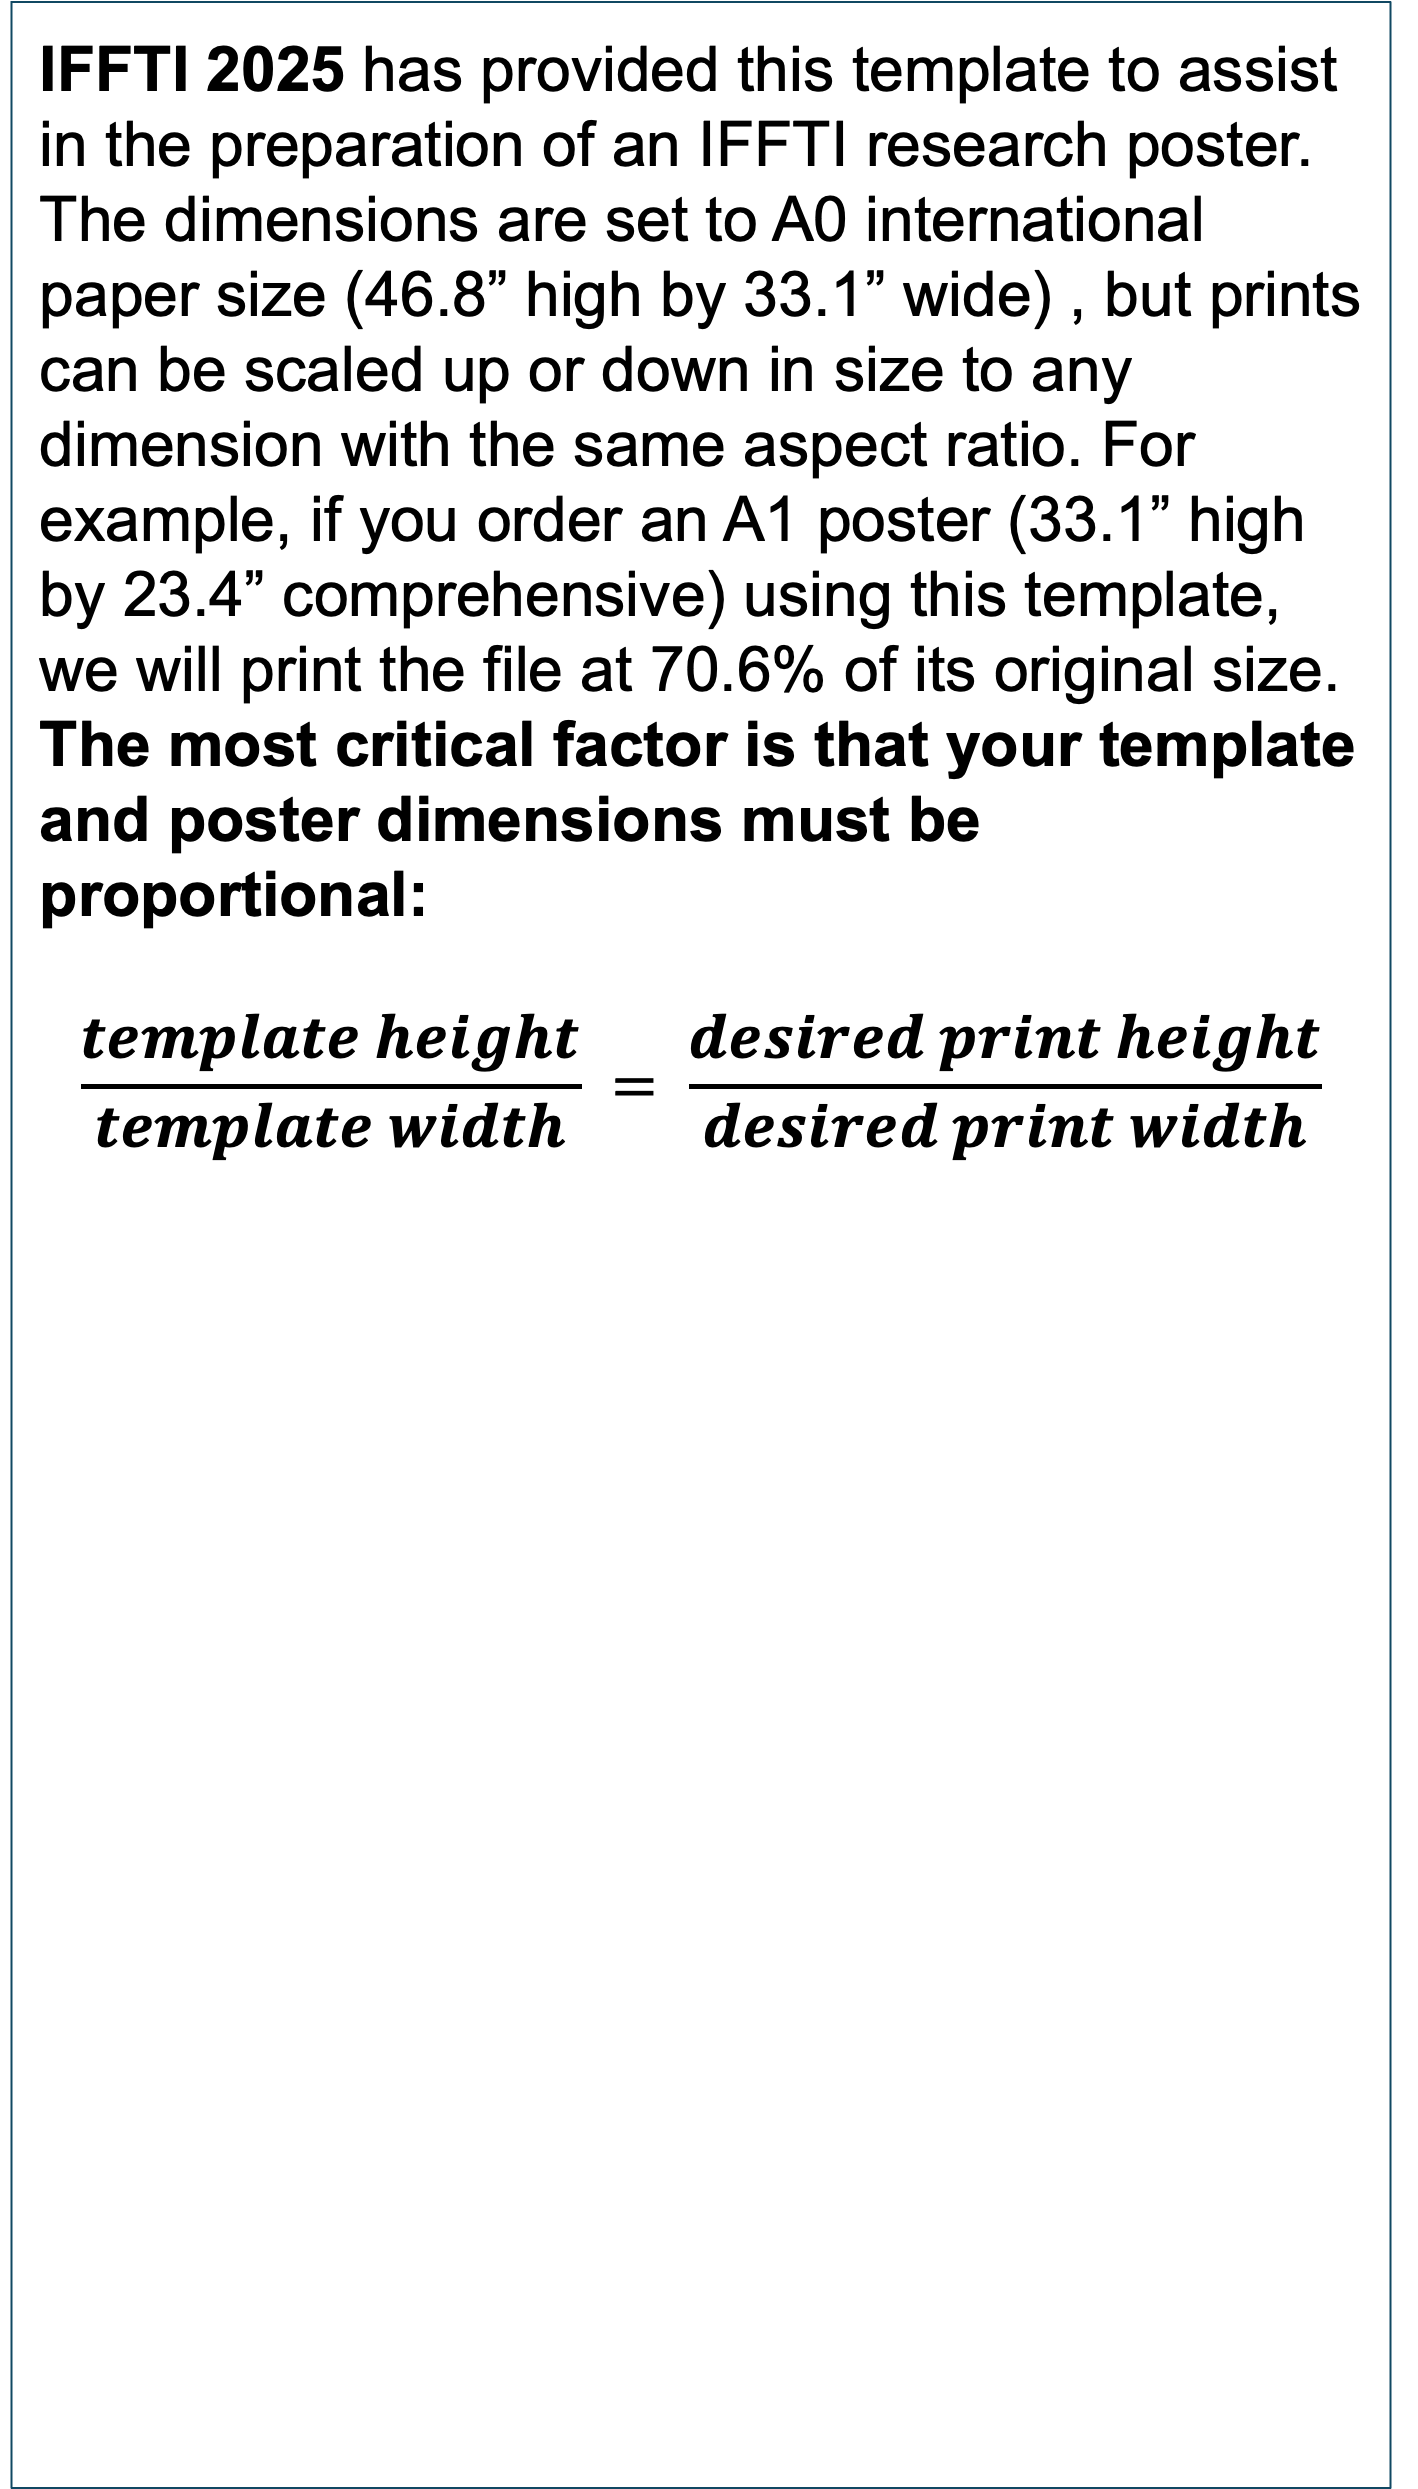 IFFTI 2025 has provided this template to assist
in the preparation of an IFFTI research poster.
The dimensions are set to A0 international
paper size (46.8” high by 33.1” wide) , but prints
can be scaled up or down in size to any
dimension with the same aspect ratio. For
example, if you order an A1 poster (33.1” high
by 23.4” comprehensive) using this template,
we will print the file at 70.6% of its original size.
The most critical factor is that your template
and poster dimensions must be
proportional:
template height
template width
=
desired print height
desired print width